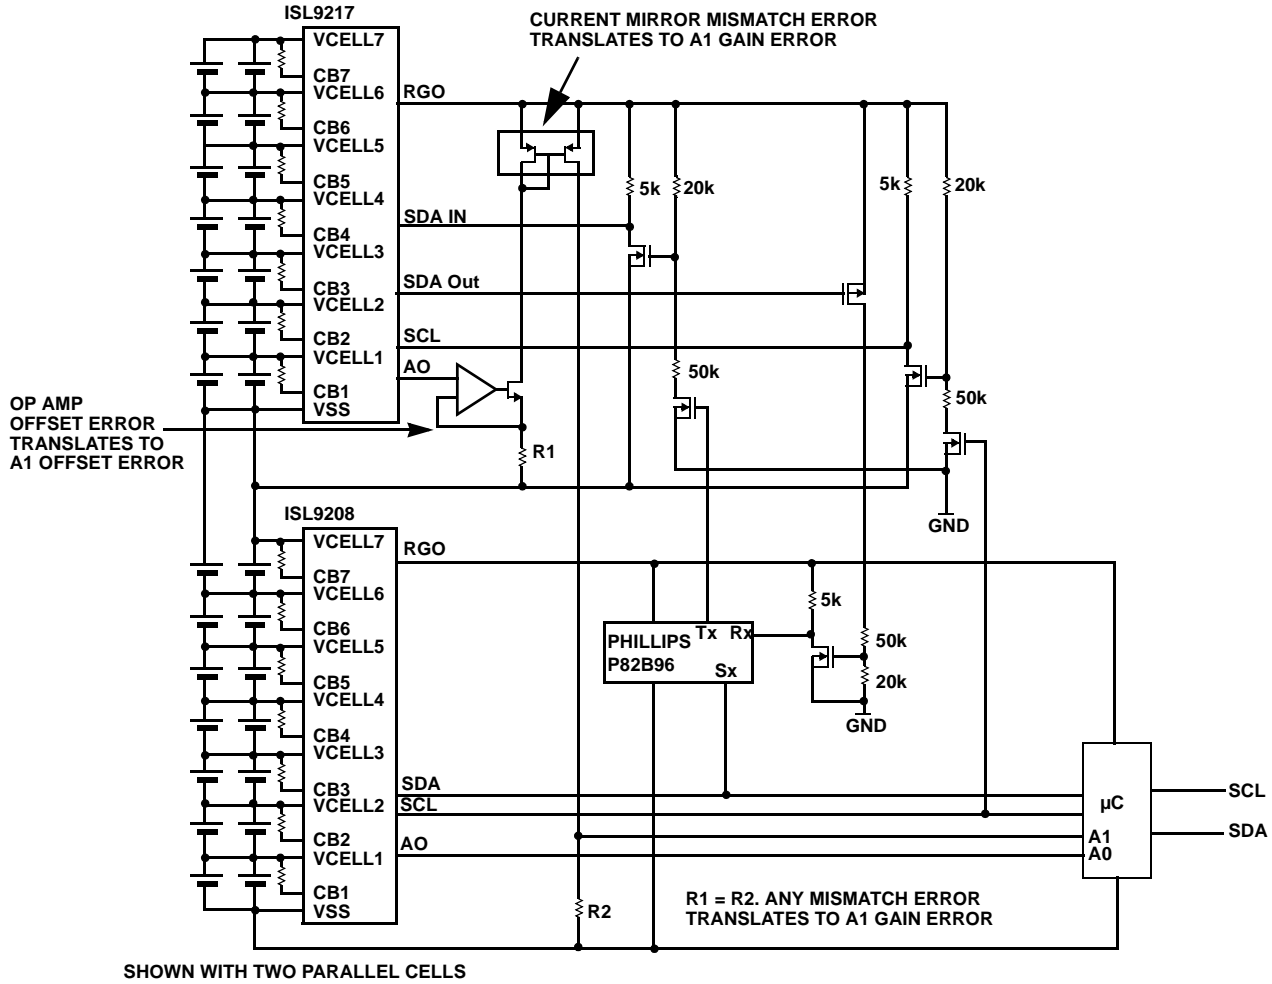 ISL9217
CURRENT MIRROR MISMATCH ERROR
TRANSLATES TO A1 GAIN ERROR
VCELL7
CB7
VCELL6
RGO
CB6
VCELL5
CB5
5k
20k
5k
20k
VCELL4
SDA IN
CB4
VCELL3
SDA Out
CB3
VCELL2
SCL
CB2
VCELL1
AO
50k
CB1
50k
VSS
OP AMP
OFFSET ERROR
TRANSLATES TO
A1 OFFSET ERROR
R1
GND
ISL9208
VCELL7
RGO
CB7
VCELL6
5k
CB6
VCELL5
PHILLIPS
P82B96
Tx
Rx
Sx
50k
20k
CB5
VCELL4
GND
CB4
VCELL3
CB3
SDA
VCELL2
SCL
µC
SCL
SDA
CB2
A1
AO
VCELL1
A0
CB1
VSS
R2
R1 = R2. ANY MISMATCH ERROR
TRANSLATES TO A1 GAIN ERROR
SHOWN WITH TWO PARALLEL CELLS